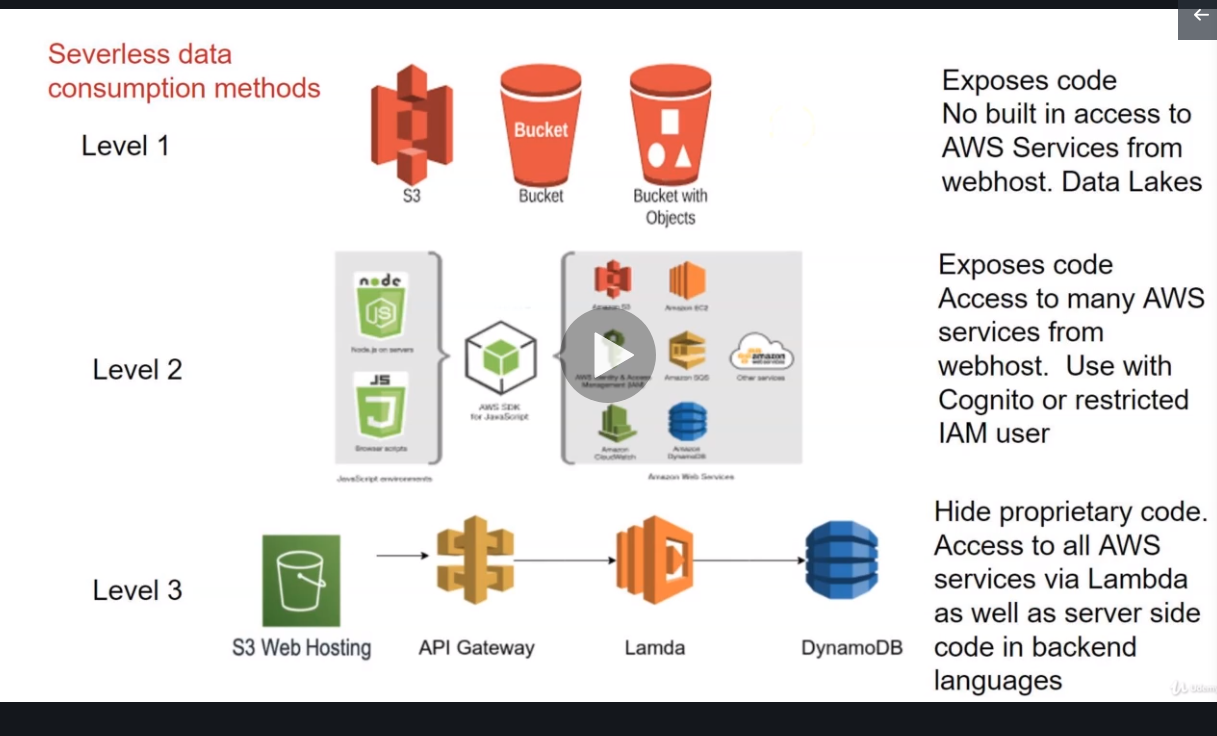 Severless data
consumption methods
Level 1
Bucket
S3
Bucket
Bucket with
Objects
Exposes code
No built in access to
AWS Services from
webhost. Data Lakes
Level 2
node
JS
Node.js on servers
JS
Browser scripts
JavaScript environments
AWS SDK
for JavaScript
Amazon S3
Amazon EC2
AWS Identity & Access
Management (IAM)
Amazon SQS
amazon
Other services
Amazon
CloudWatch
Amazon
DynamoDB
Amazon Web Services
Exposes code
Access to many AWS
services from
webhost. Use with
Cognito or restricted
IAM user
Level 3
S3 Web Hosting
API Gateway
Lamda
DynamoDB
Hide proprietary code.
Access to all AWS
services via Lambda
as well as server side
code in backend
languages
Udemy